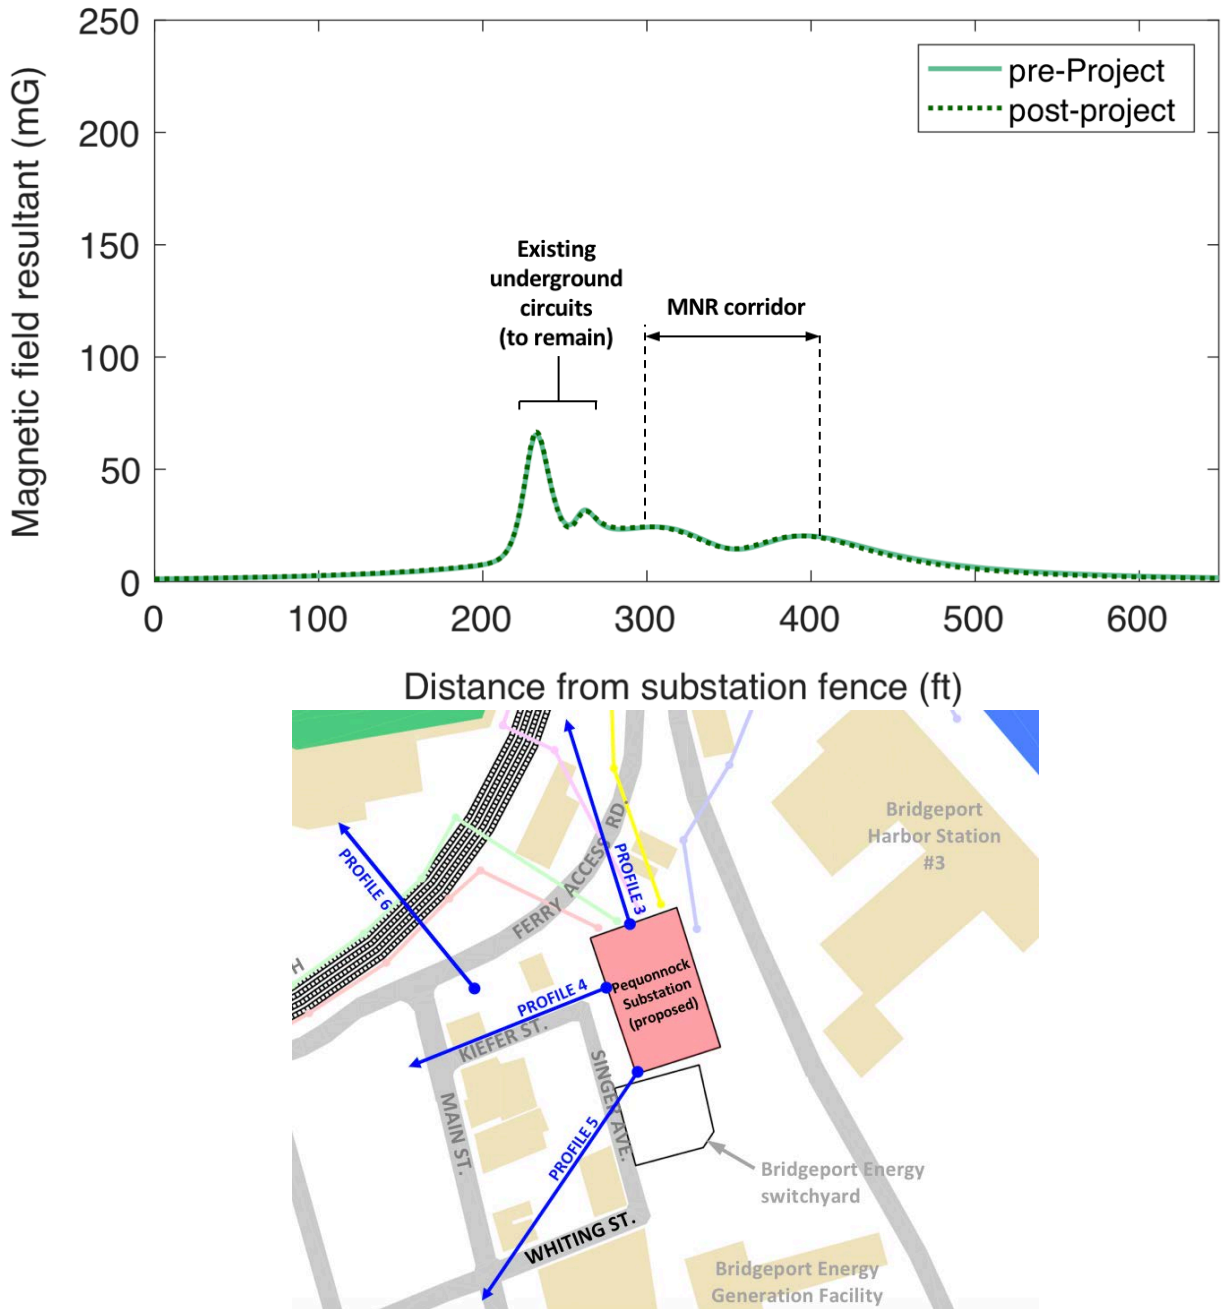 250
200
150
100
50
0
Magnetic field resultant (mG)
pre-Project
post-project
Existing
underground
circuits
(to remain)
MNR corridor
0 100 200 300 400 500 600
Distance from substation fence (ft)
Bridgeport
Harbor Station
#3
FERRY ACCESS RD.
PROFILE 3
PROFILE 6
H
PROFILE 4
Pequonnock
Substation
(proposed)
KIEFER ST.
SINGER AVE.
MAIN ST.
PROFILE 5
Bridgeport Energy
switchyard
WHITING ST.
Bridgeport Energy
Generation Facility